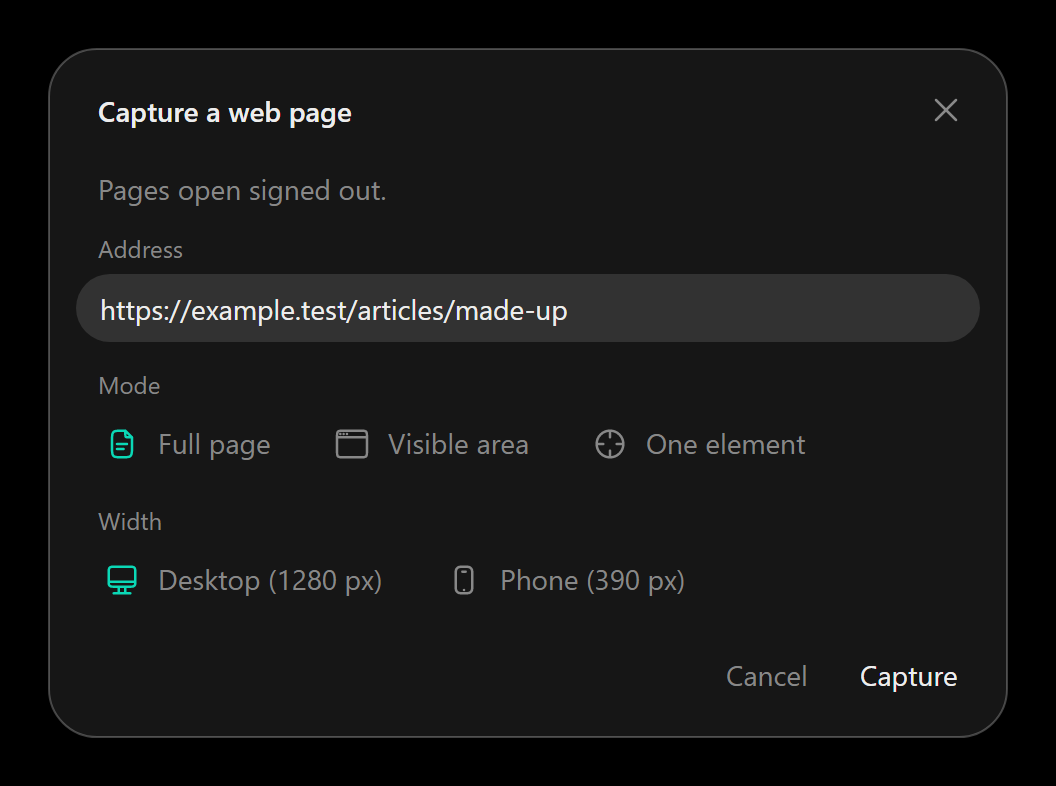 Capture a web page
Pages open signed out.
Address
https://example.test/articles/made-up
Mode
Full page Visible area One element
Width
Desktop (1280 px) Phone (390 px)
Cancel Capture